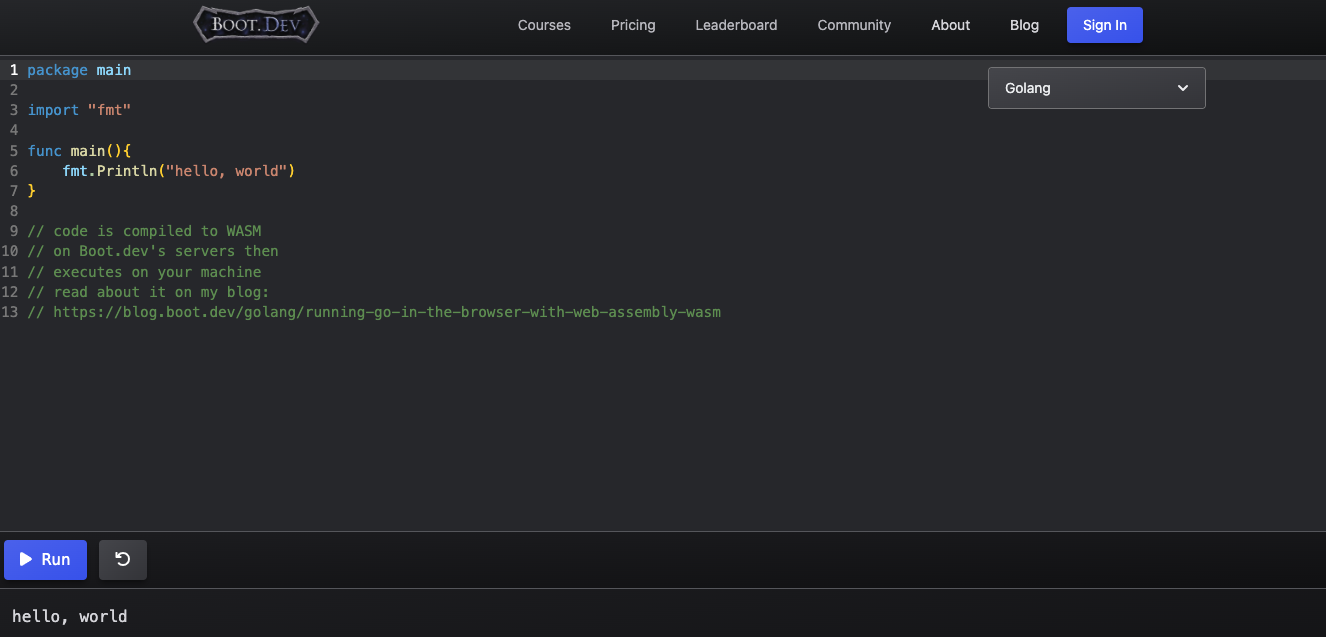 BOOT.DEV
Courses Pricing Leaderboard Community About Blog Sign In
Golang
1 package main
2
3 import "fmt"
4
5 func main(){
6     fmt.Println("hello, world")
7 }
8
9 // code is compiled to WASM
10 // on Boot.dev's servers then
11 // executes on your machine
12 // read about it on my blog:
13 // https://blog.boot.dev/golang/running-go-in-the-browser-with-web-assembly-wasm
Run
hello, world